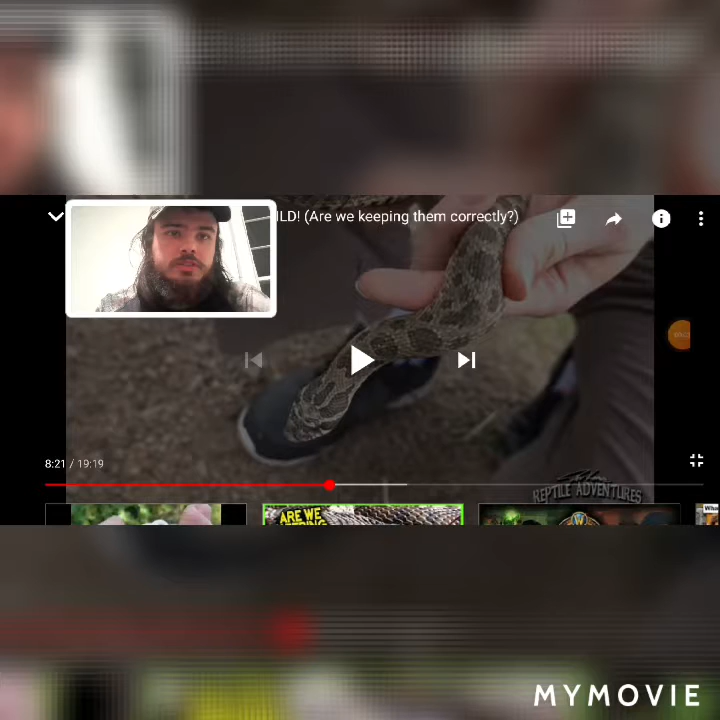 ILD! (Are we keeping them correctly?)
8:21 / 19:19
REPTILE ADVENTURES
ARE WE
MYMOVIE